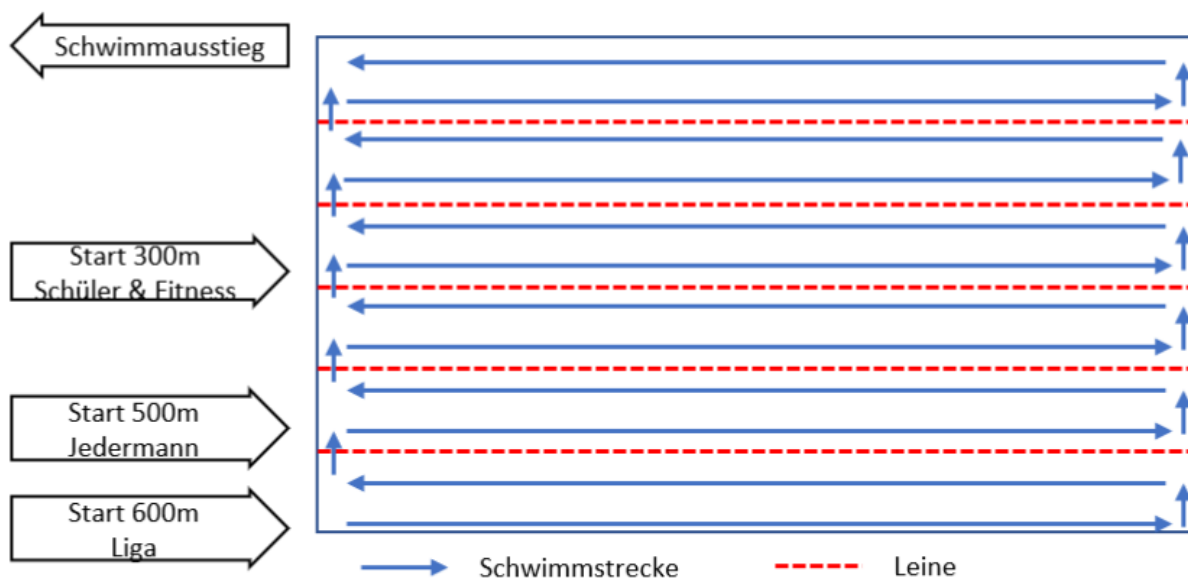 Schwimmausstieg
Start 300m
Schüler & Fitness
Start 500m
Jedermann
Start 600m
Liga
Schwimmstrecke
Leine